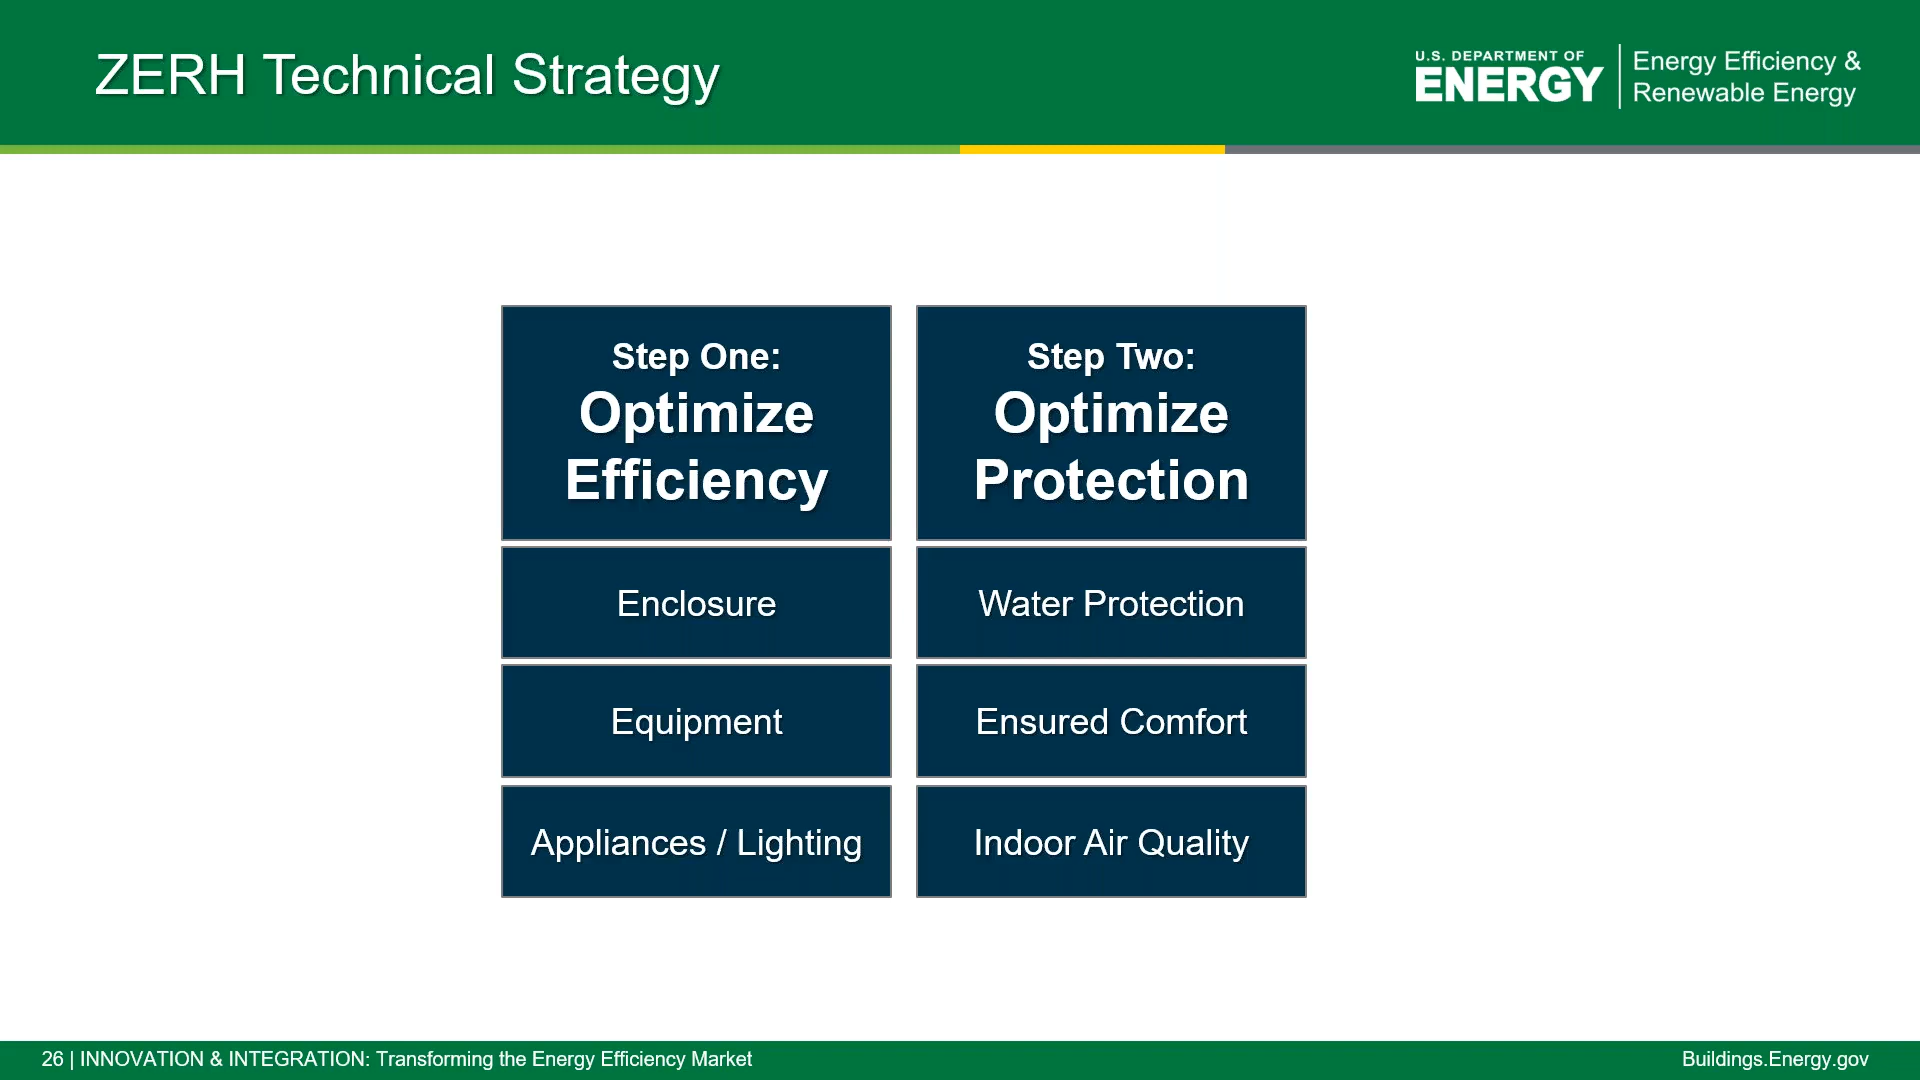 ZERH Technical Strategy
U.S. DEPARTMENT OF
ENERGY
Energy Efficiency &
Renewable Energy
Step One:
Optimize
Efficiency
Enclosure
Equipment
Appliances / Lighting
Step Two:
Optimize
Protection
Water Protection
Ensured Comfort
Indoor Air Quality
26 | INNOVATION & INTEGRATION: Transforming the Energy Efficiency Market
Buildings.Energy.gov